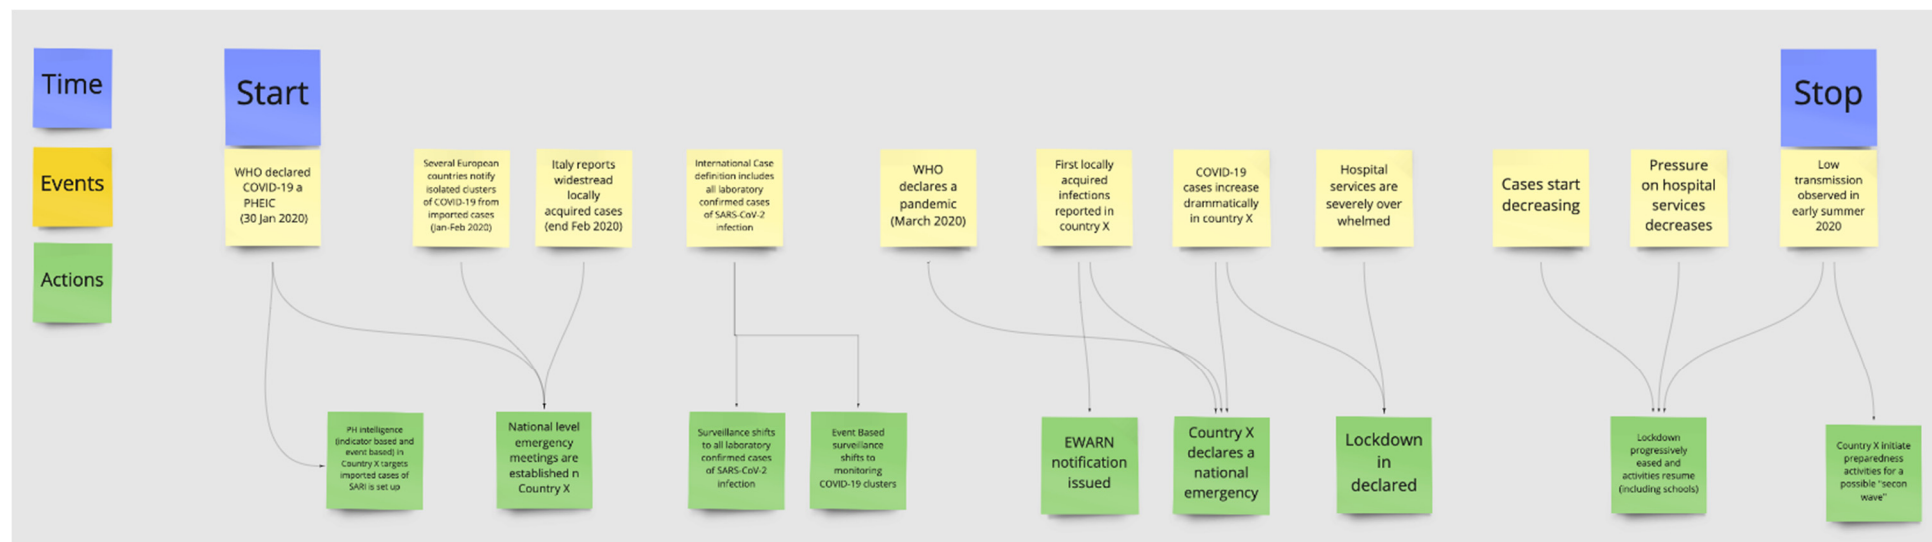 Time
Events
Actions
Start
Stop
WHO declared
COVID-19 a
PHEIC
(30 Jan 2020)
Several European
countries notify
isolated clusters
of COVID-19 from
imported cases
(Jan-Feb 2020)
Italy reports
widestread
locally
acquired cases
(end Feb 2020)
International Case
definition includes
all laboratory
confirmed cases
of SARS-CoV-2
infection
WHO
declares a
pandemic
(March 2020)
First locally
acquired
infections
reported in
country X
COVID-19
cases increase
drammatically
in country X
Hospital
services are
severely over
whelmed
Cases start
decreasing
Pressure
on hospital
services
decreases
Low
transmission
observed in
early summer
2020
PH intelligence
(indicator based and
event based) in
Country X targets
imported cases of
SARI is set up
National level
emergency
meetings are
established n
Country X
Surveillance shifts
to all laboratory
confirmed cases
of SARS-CoV-2
infection
Event Based
surveillance
shifts to
monitoring
COVID-19 clusters
EWARN
notification
issued
Country X
declares a
national
emergency
Lockdown
in
declared
Lockdown
progressively
eased and
activities resume
(including schools)
Country X initiate
preparedness
activities for a
possible "secon
wave"